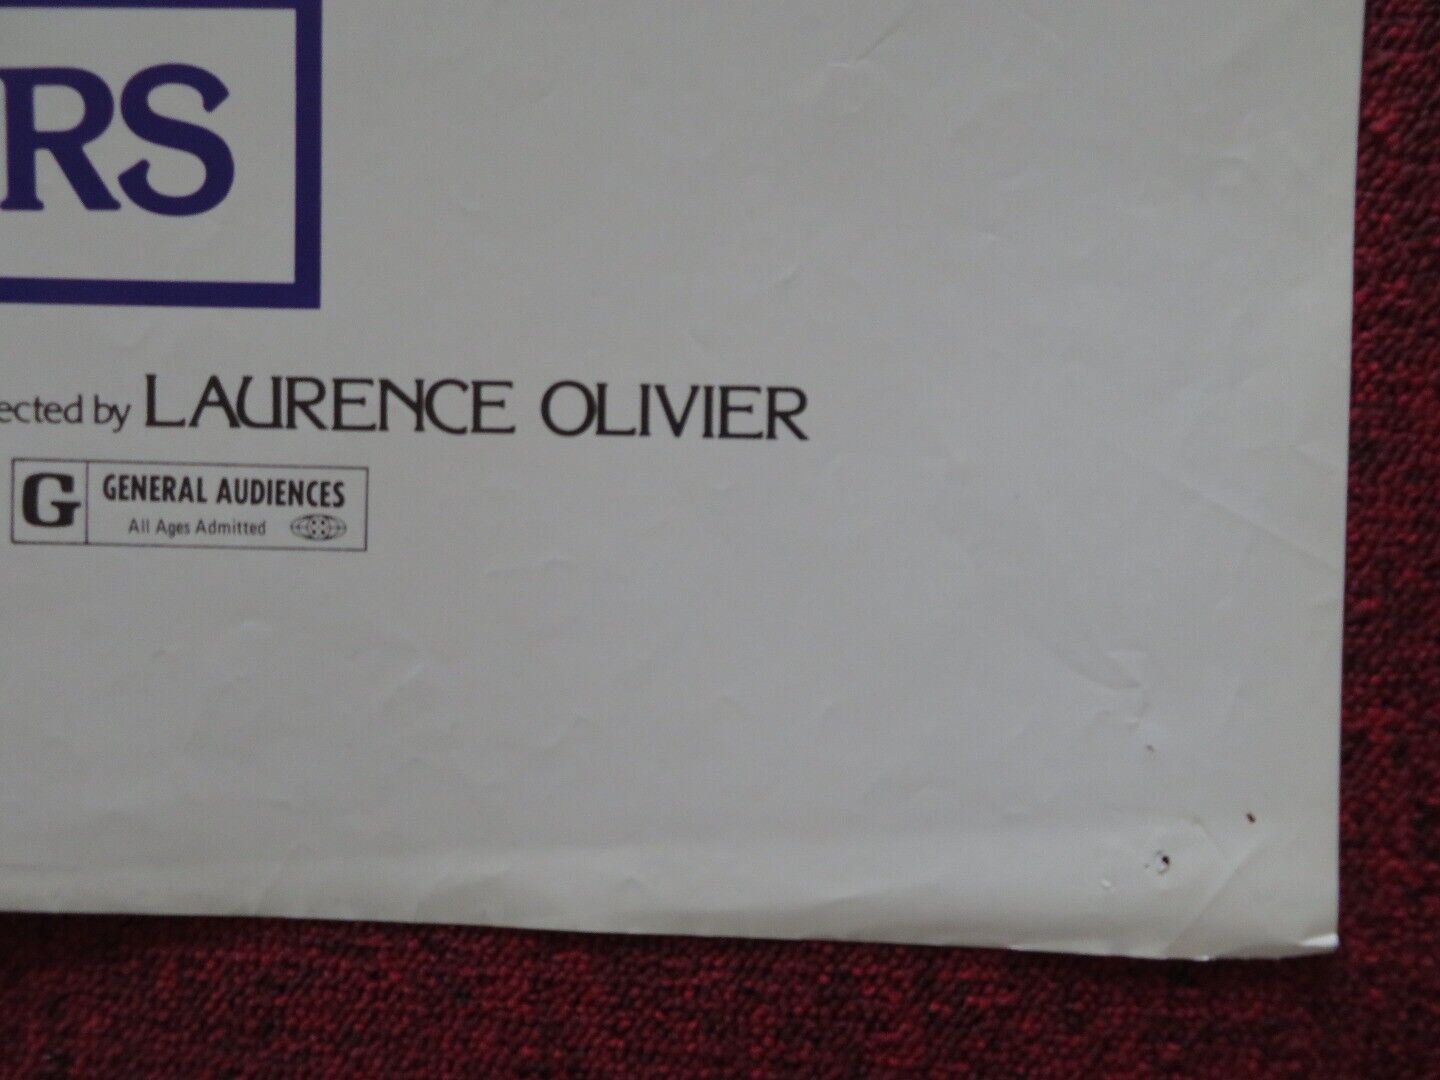 RS
ected by LAURENCE OLIVIER
G GENERAL AUDIENCES
All Ages Admitted